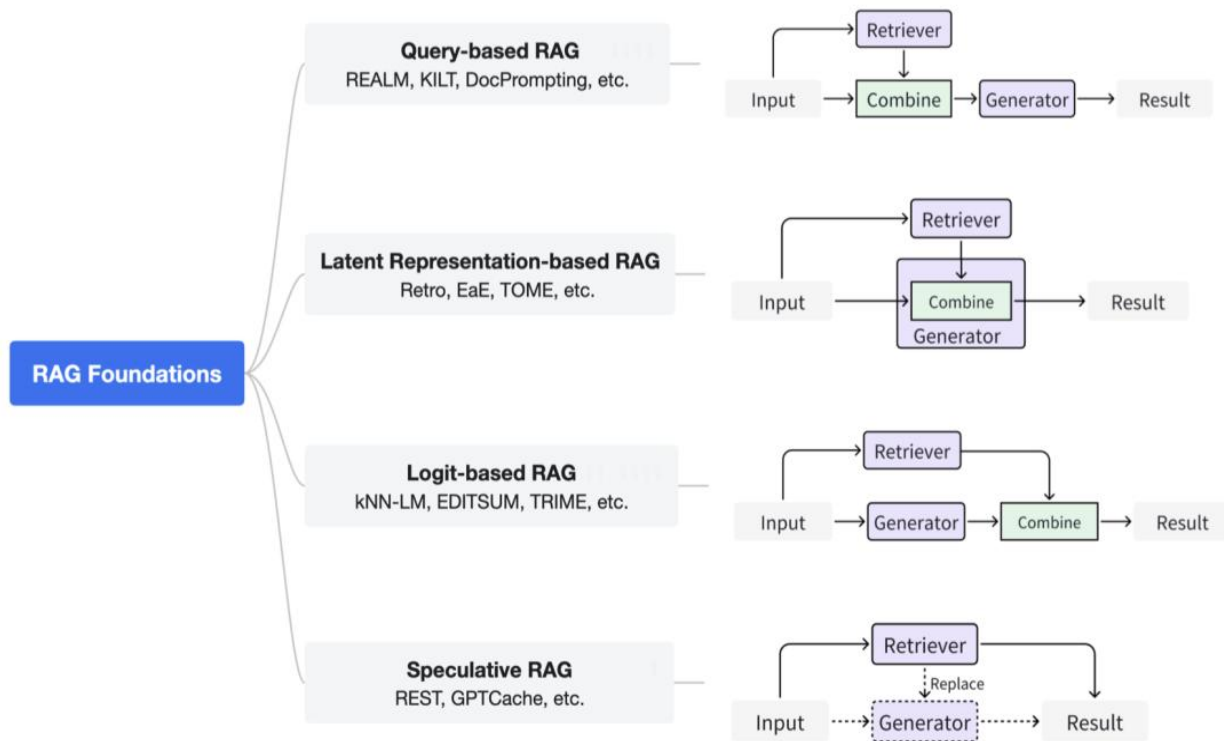 RAG Foundations
Query-based RAG
REALM, KILT, DocPrompting, etc.
Retriever
Input
Combine
Generator
Result
Latent Representation-based RAG
Retro, EaE, TOME, etc.
Retriever
Input
Combine
Generator
Result
Logit-based RAG
kNN-LM, EDITSUM, TRIME, etc.
Retriever
Input
Generator
Combine
Result
Speculative RAG
REST, GPTCache, etc.
Retriever
Replace
Input
Generator
Result